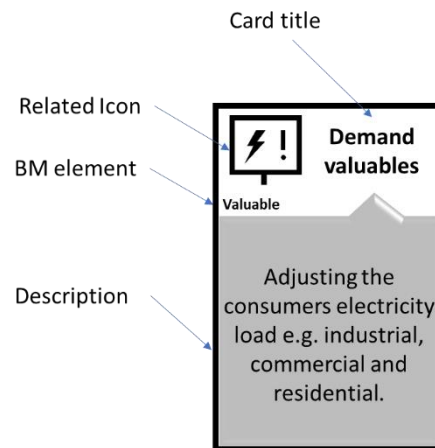 Card title
Related Icon
Demand
valuables
BM element
Valuable
Description
Adjusting the
consumers electricity
load e.g. industrial,
commercial and
residential.